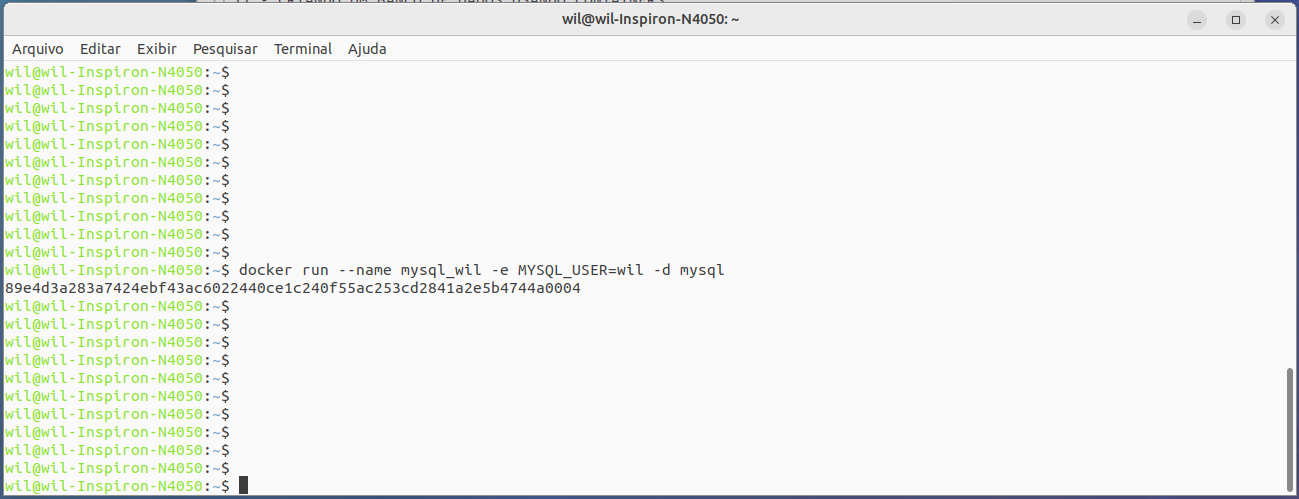 wil@wil-Inspiron-N4050: ~
Arquivo Editar Exibir Pesquisar Terminal Ajuda
wil@wil-Inspiron-N4050:~$
wil@wil-Inspiron-N4050:~$
wil@wil-Inspiron-N4050:~$
wil@wil-Inspiron-N4050:~$
wil@wil-Inspiron-N4050:~$
wil@wil-Inspiron-N4050:~$
wil@wil-Inspiron-N4050:~$
wil@wil-Inspiron-N4050:~$
wil@wil-Inspiron-N4050:~$
wil@wil-Inspiron-N4050:~$
wil@wil-Inspiron-N4050:~$
wil@wil-Inspiron-N4050:~$ docker run --name mysql_wil -e MYSQL_USER=wil -d mysql
89e4d3a283a7424ebf43ac6022440ce1c240f55ac253cd2841a2e5b4744a0004
wil@wil-Inspiron-N4050:~$
wil@wil-Inspiron-N4050:~$
wil@wil-Inspiron-N4050:~$
wil@wil-Inspiron-N4050:~$
wil@wil-Inspiron-N4050:~$
wil@wil-Inspiron-N4050:~$
wil@wil-Inspiron-N4050:~$
wil@wil-Inspiron-N4050:~$
wil@wil-Inspiron-N4050:~$
wil@wil-Inspiron-N4050:~$
wil@wil-Inspiron-N4050:~$